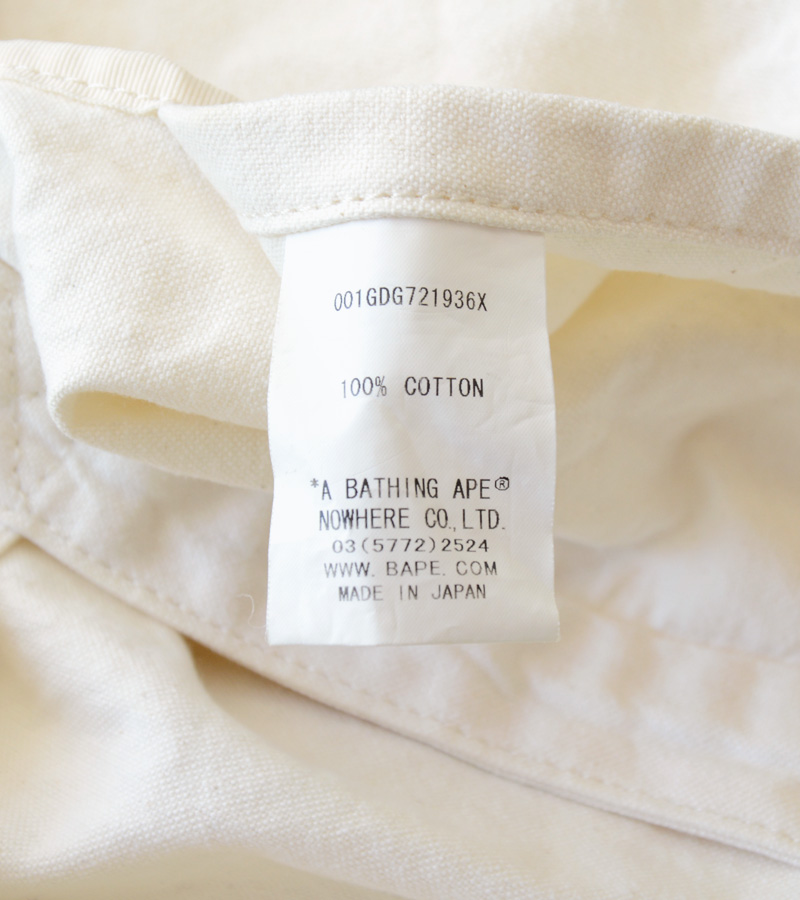 001GDG721936X
100% COTTON
*A BATHING APE®
NOWHERE CO., LTD.
03(5772)2524
WWW. BAPE. COM
MADE IN JAPAN